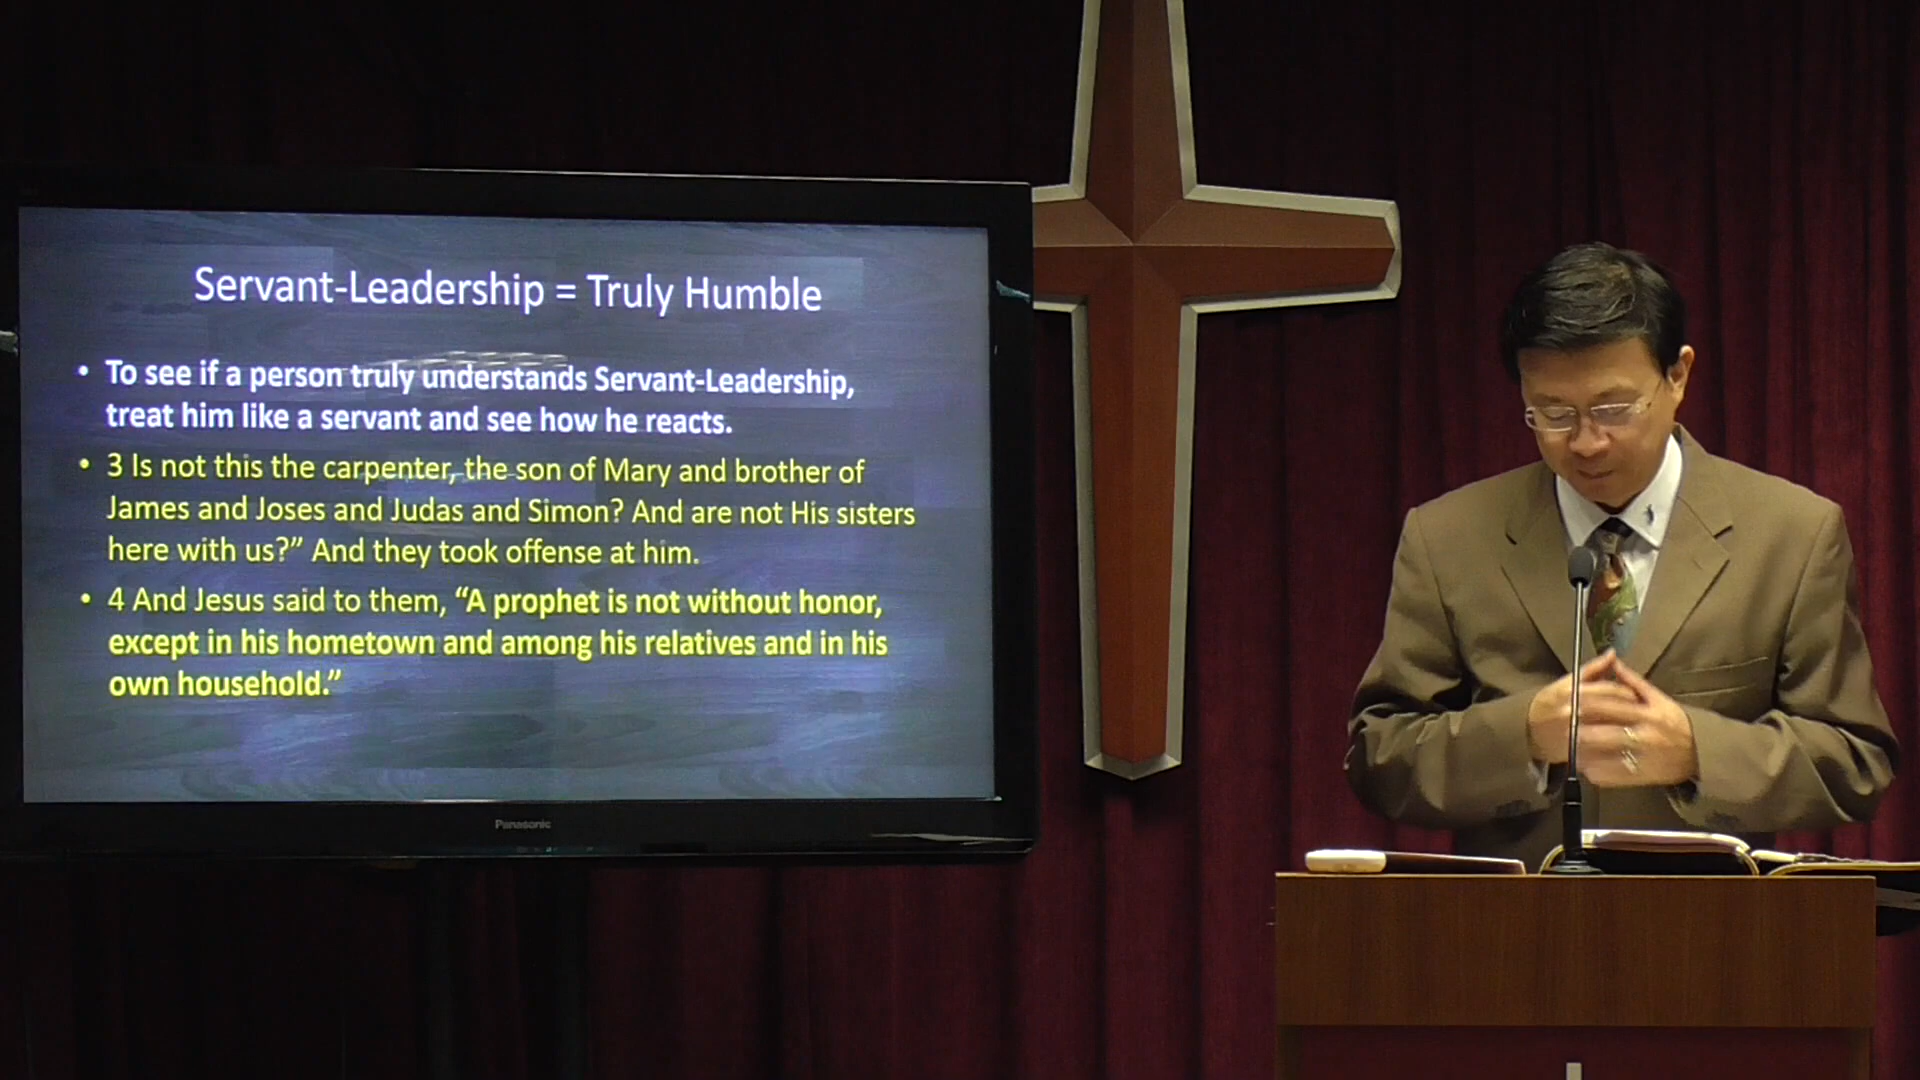 Servant-Leadership = Truly Humble
• To see if a person truly understands Servant-Leadership,
treat him like a servant and see how he reacts.
• 3 Is not this the carpenter, the son of Mary and brother of
James and Joses and Judas and Simon? And are not His sisters
here with us?” And they took offense at him.
• 4 And Jesus said to them, “A prophet is not without honor,
except in his hometown and among his relatives and in his
own household.”
Panasonic